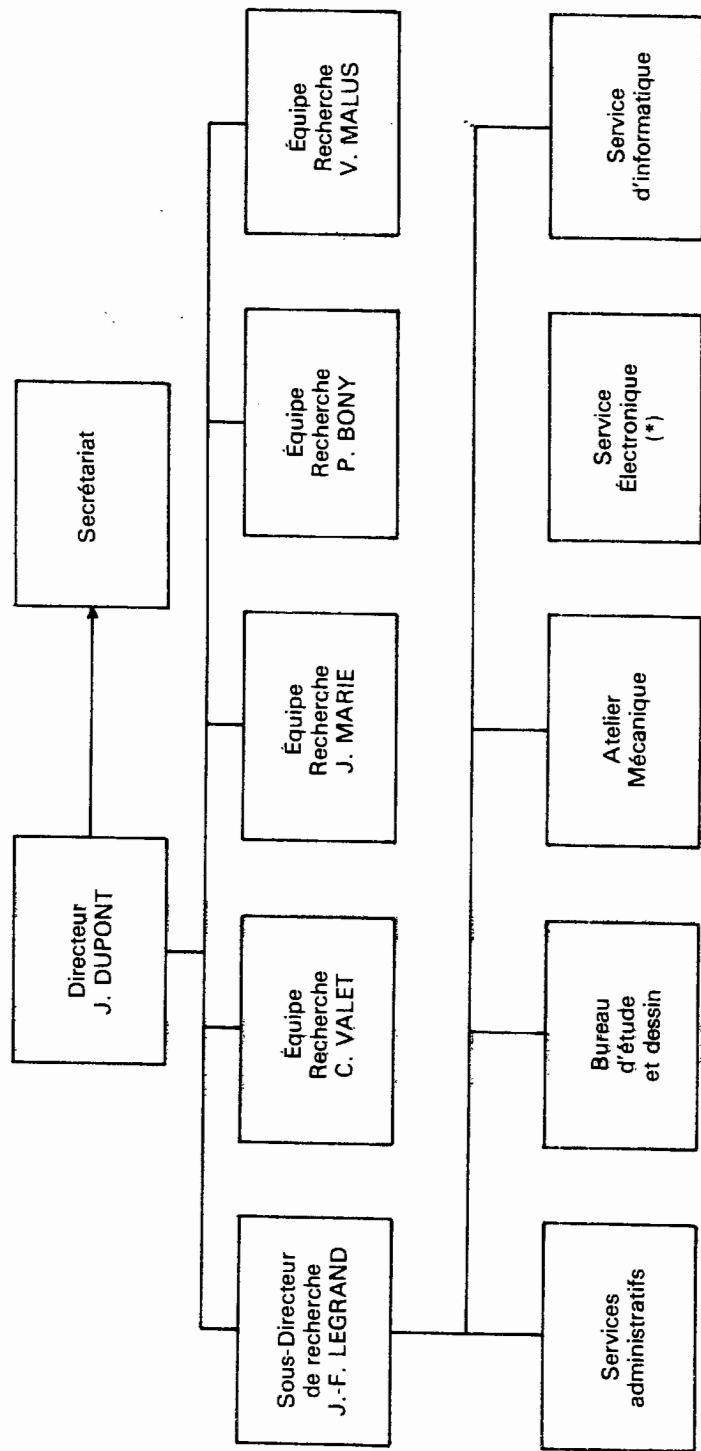 Directeur
J. DUPONT
Secrétariat
Sous-Directeur
de recherche
J.-F. LEGRAND
Équipe
Recherche
C. VALET
Équipe
Recherche
J. MARIE
Équipe
Recherche
P. BONY
Équipe
Recherche
V. MALUS
Services
administratifs
Bureau
d'étude
et dessin
Atelier
Mécanique
Service
Électronique
(*)
Service
d'informatique